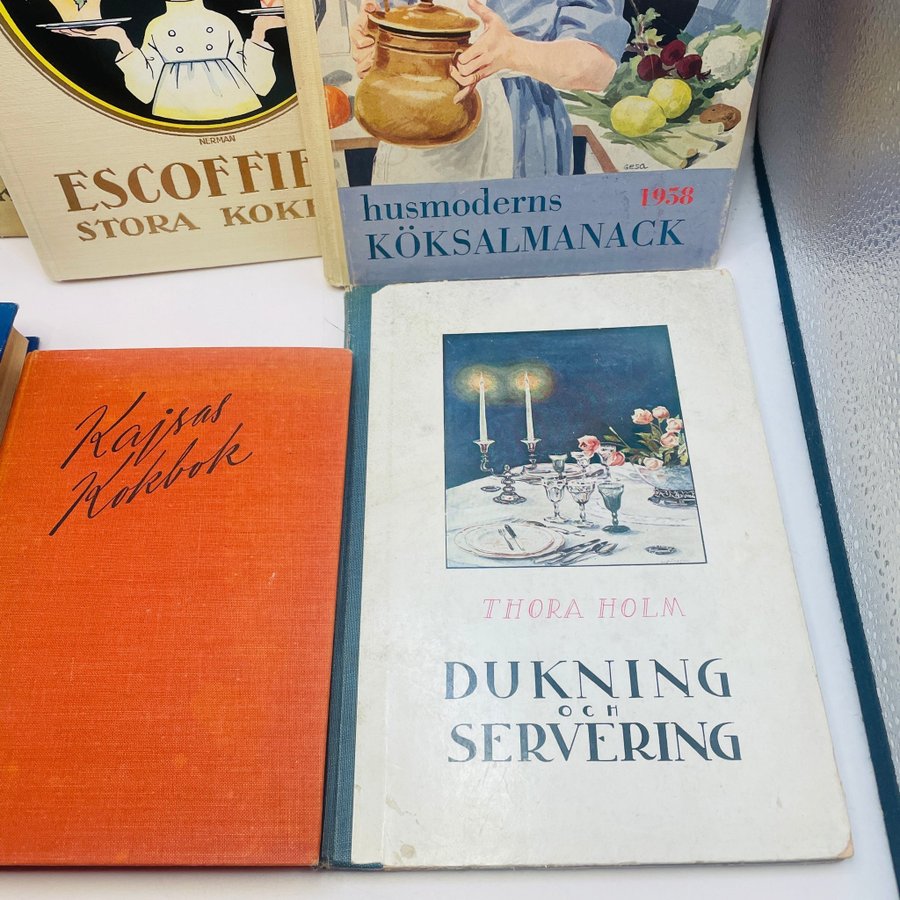 NERMAN
ESCOFFIE
STORA KOK
gesa
husmoderns 1958
KÖKSALMANACK
Kajsas
Kokbok
THORA HOLM
DUKNING
OCH
SERVERING